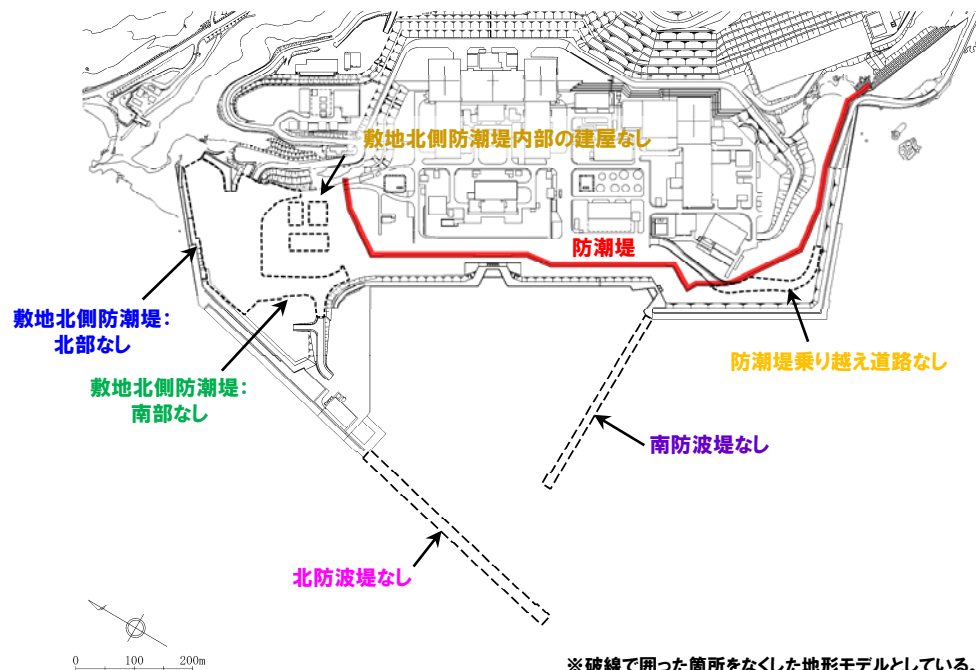 敷地北側防潮堤内部の建屋なし
防潮堤
敷地北側防潮堤：
北部なし
敷地北側防潮堤：
南部なし
防潮堤乗り越え道路なし
南防波堤なし
北防波堤なし
0 100 200m
※破線で囲った箇所をなくした地形モデルとしている。